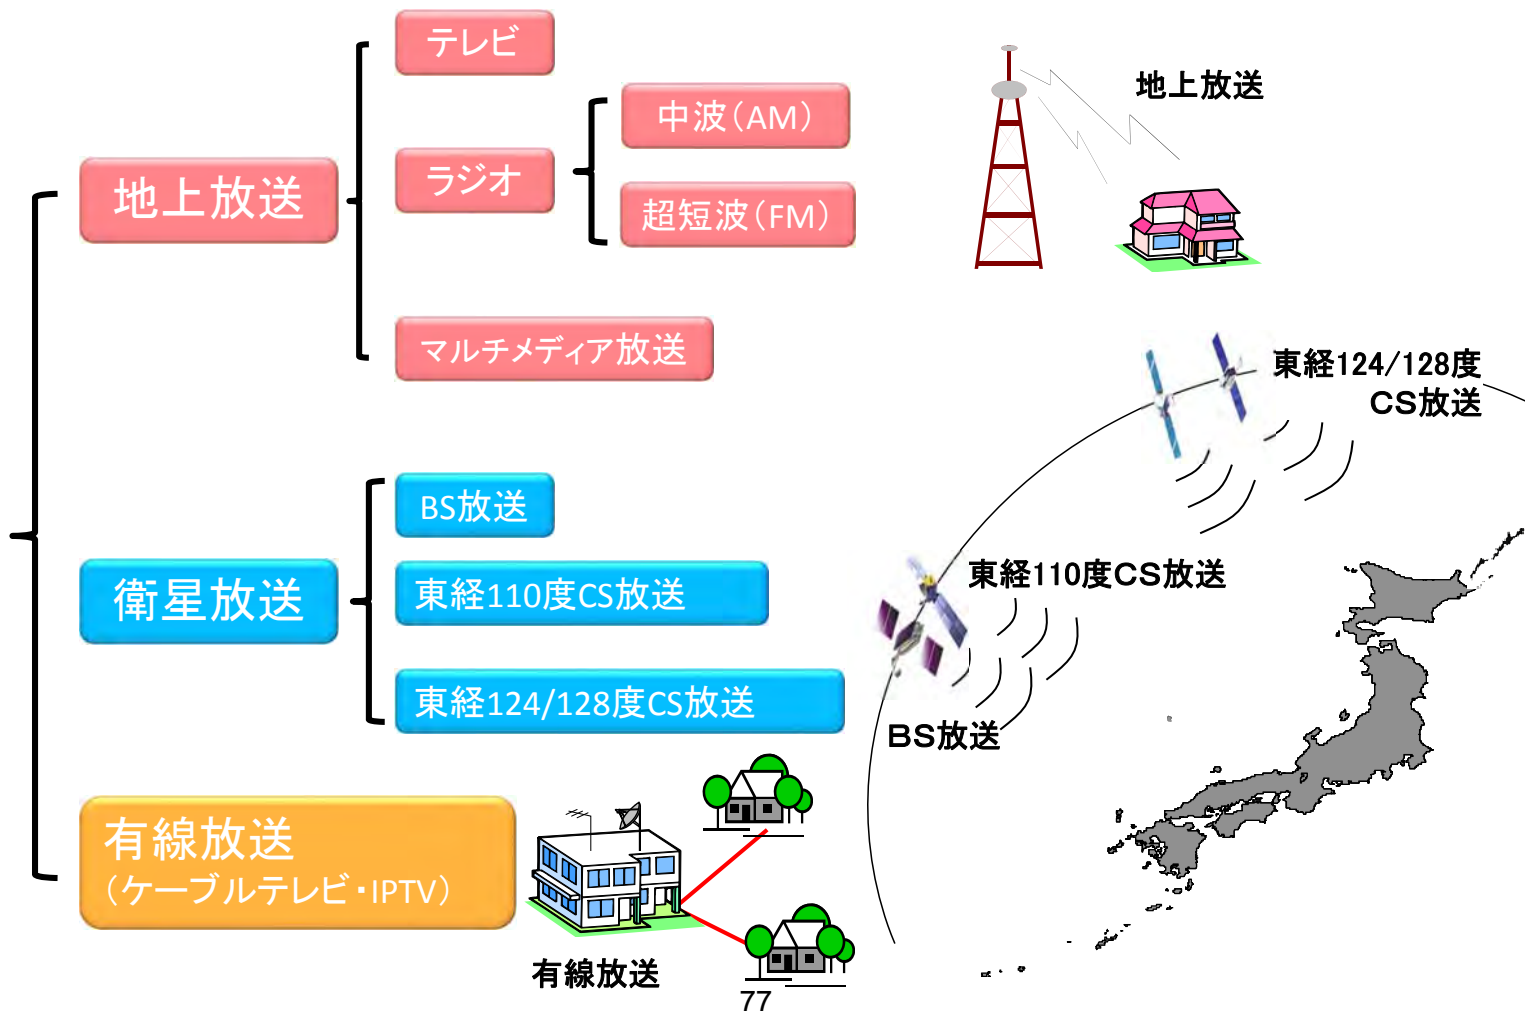 テレビ
中波（AM）
地上放送
ラジオ
地上放送
超短波（FM）
マルチメディア放送
東経124/128度
CS放送
BS放送
衛星放送
東経110度CS放送
東経110度CS放送
東経124/128度CS放送
BS放送
有線放送
（ケーブルテレビ・IPTV）
有線放送
77